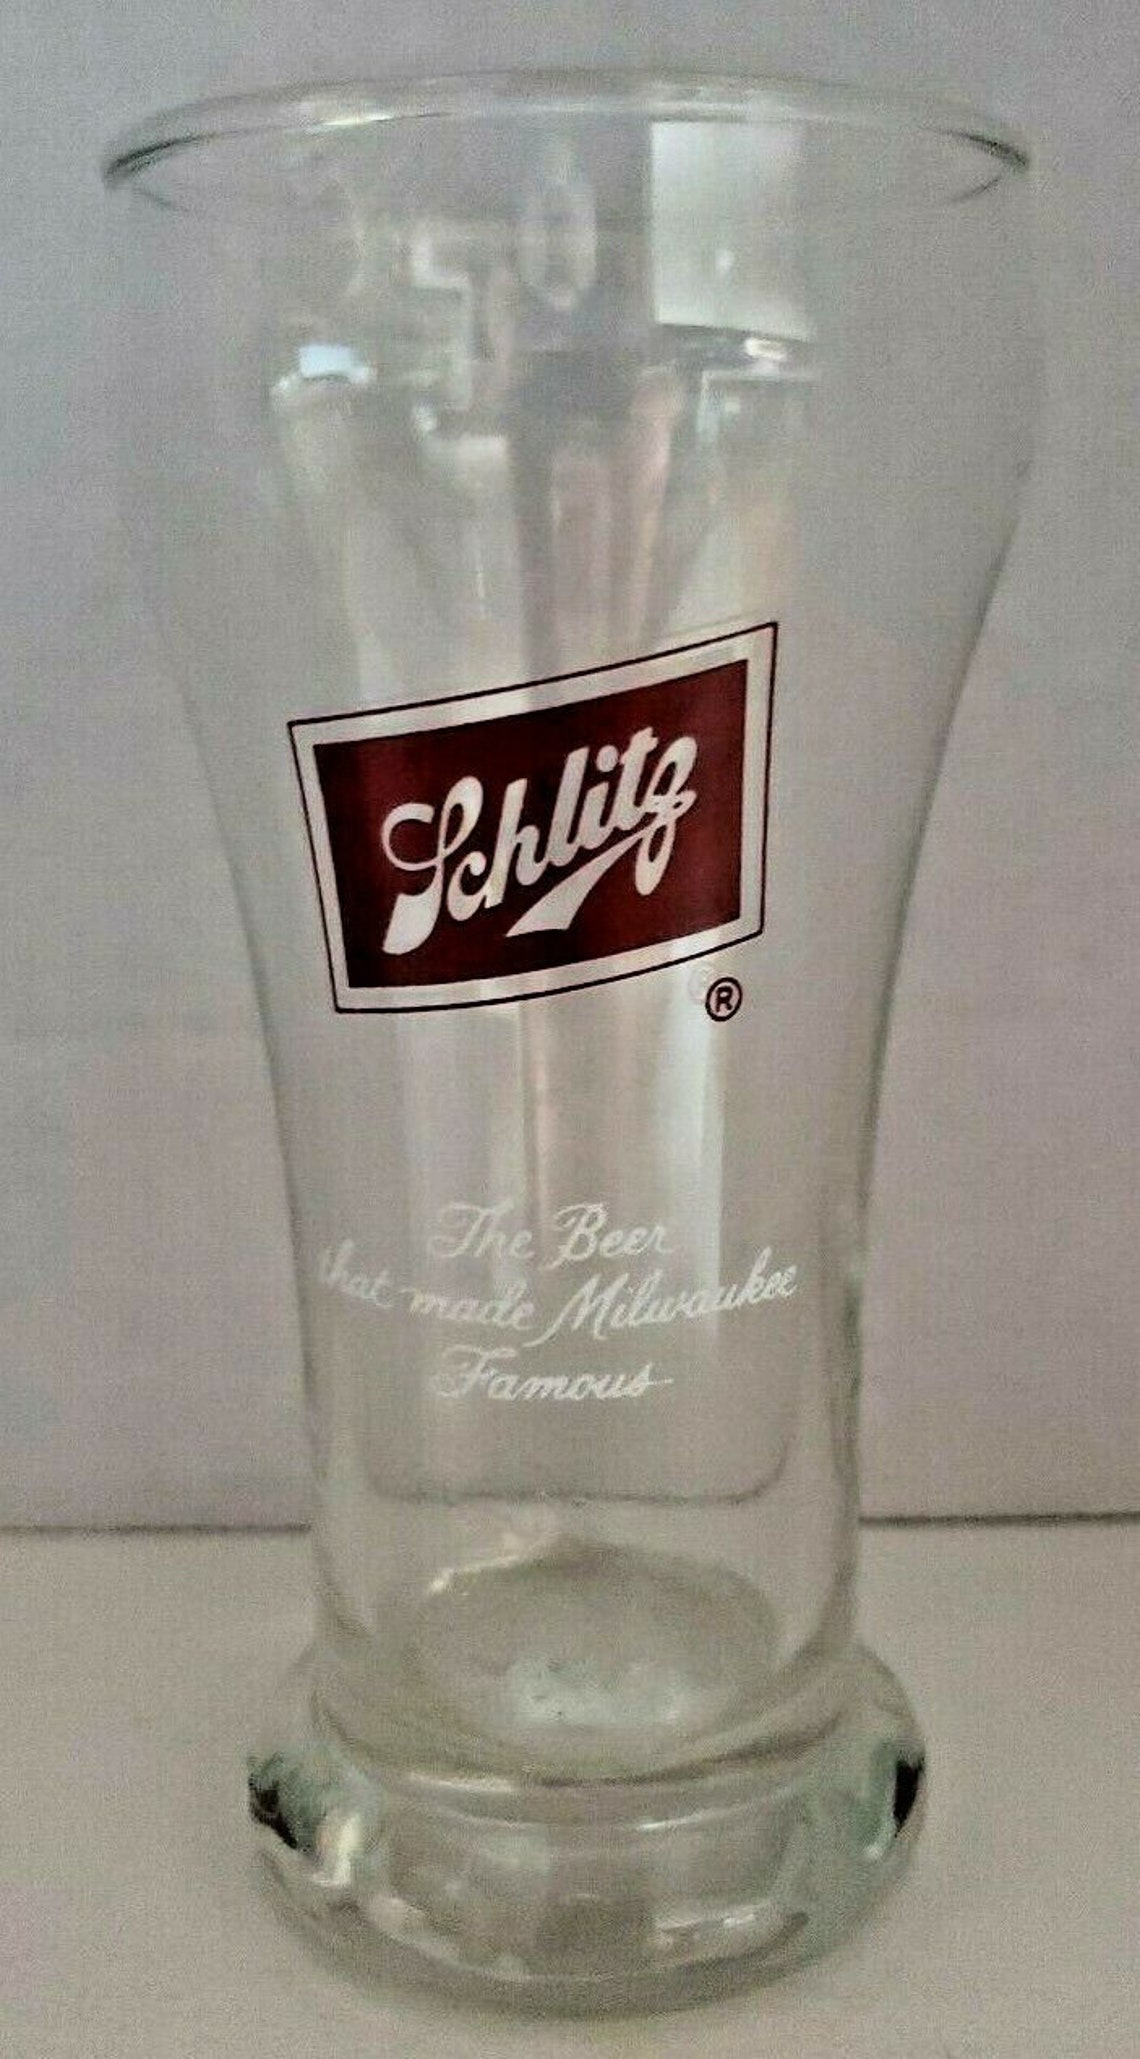 Schlitz
®
The Beer
that made Milwaukee
Famous